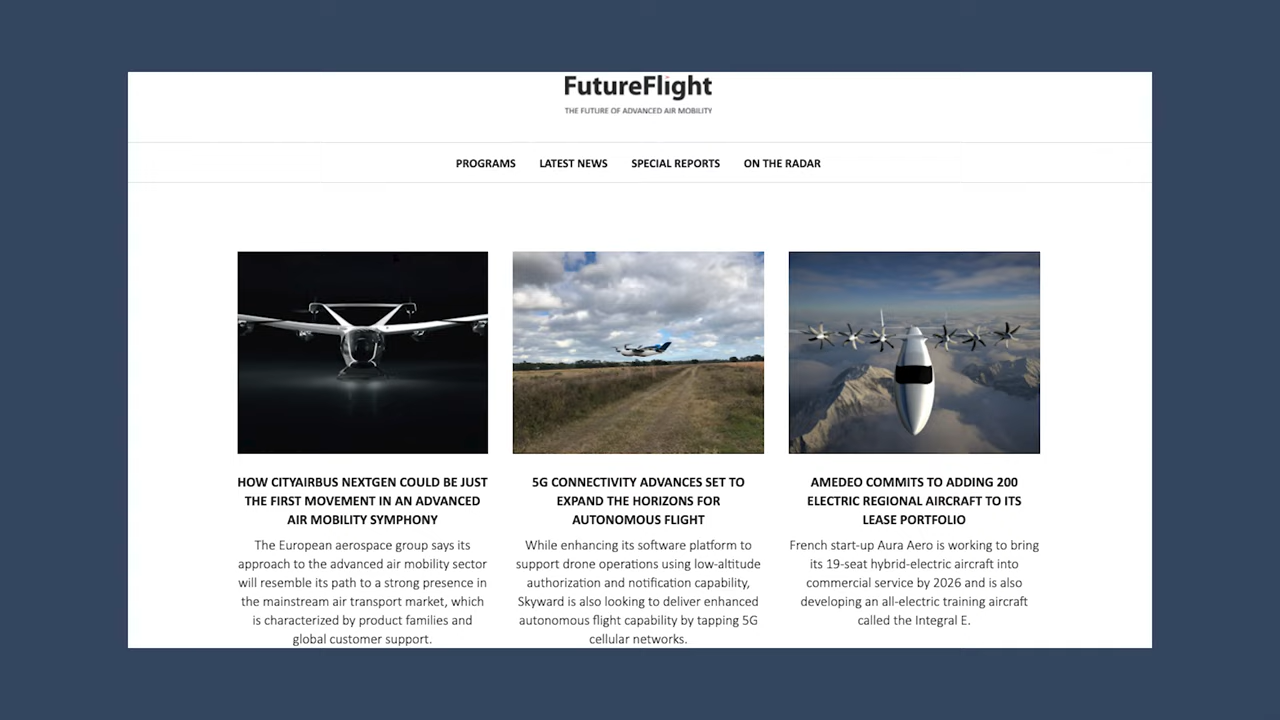 FutureFlight
THE FUTURE OF ADVANCED AIR MOBILITY
PROGRAMS LATEST NEWS SPECIAL REPORTS ON THE RADAR
HOW CITYAIRBUS NEXTGEN COULD BE JUST
THE FIRST MOVEMENT IN AN ADVANCED
AIR MOBILITY SYMPHONY
The European aerospace group says its
approach to the advanced air mobility sector
will resemble its path to a strong presence in
the mainstream air transport market, which
is characterized by product families and
global customer support.
5G CONNECTIVITY ADVANCES SET TO
EXPAND THE HORIZONS FOR
AUTONOMOUS FLIGHT
While enhancing its software platform to
support drone operations using low-altitude
authorization and notification capability,
Skyward is also looking to deliver enhanced
autonomous flight capability by tapping 5G
cellular networks.
AMEDEO COMMITS TO ADDING 200
ELECTRIC REGIONAL AIRCRAFT TO ITS
LEASE PORTFOLIO
French start-up Aura Aero is working to bring
its 19-seat hybrid-electric aircraft into
commercial service by 2026 and is also
developing an all-electric training aircraft
called the Integral E.